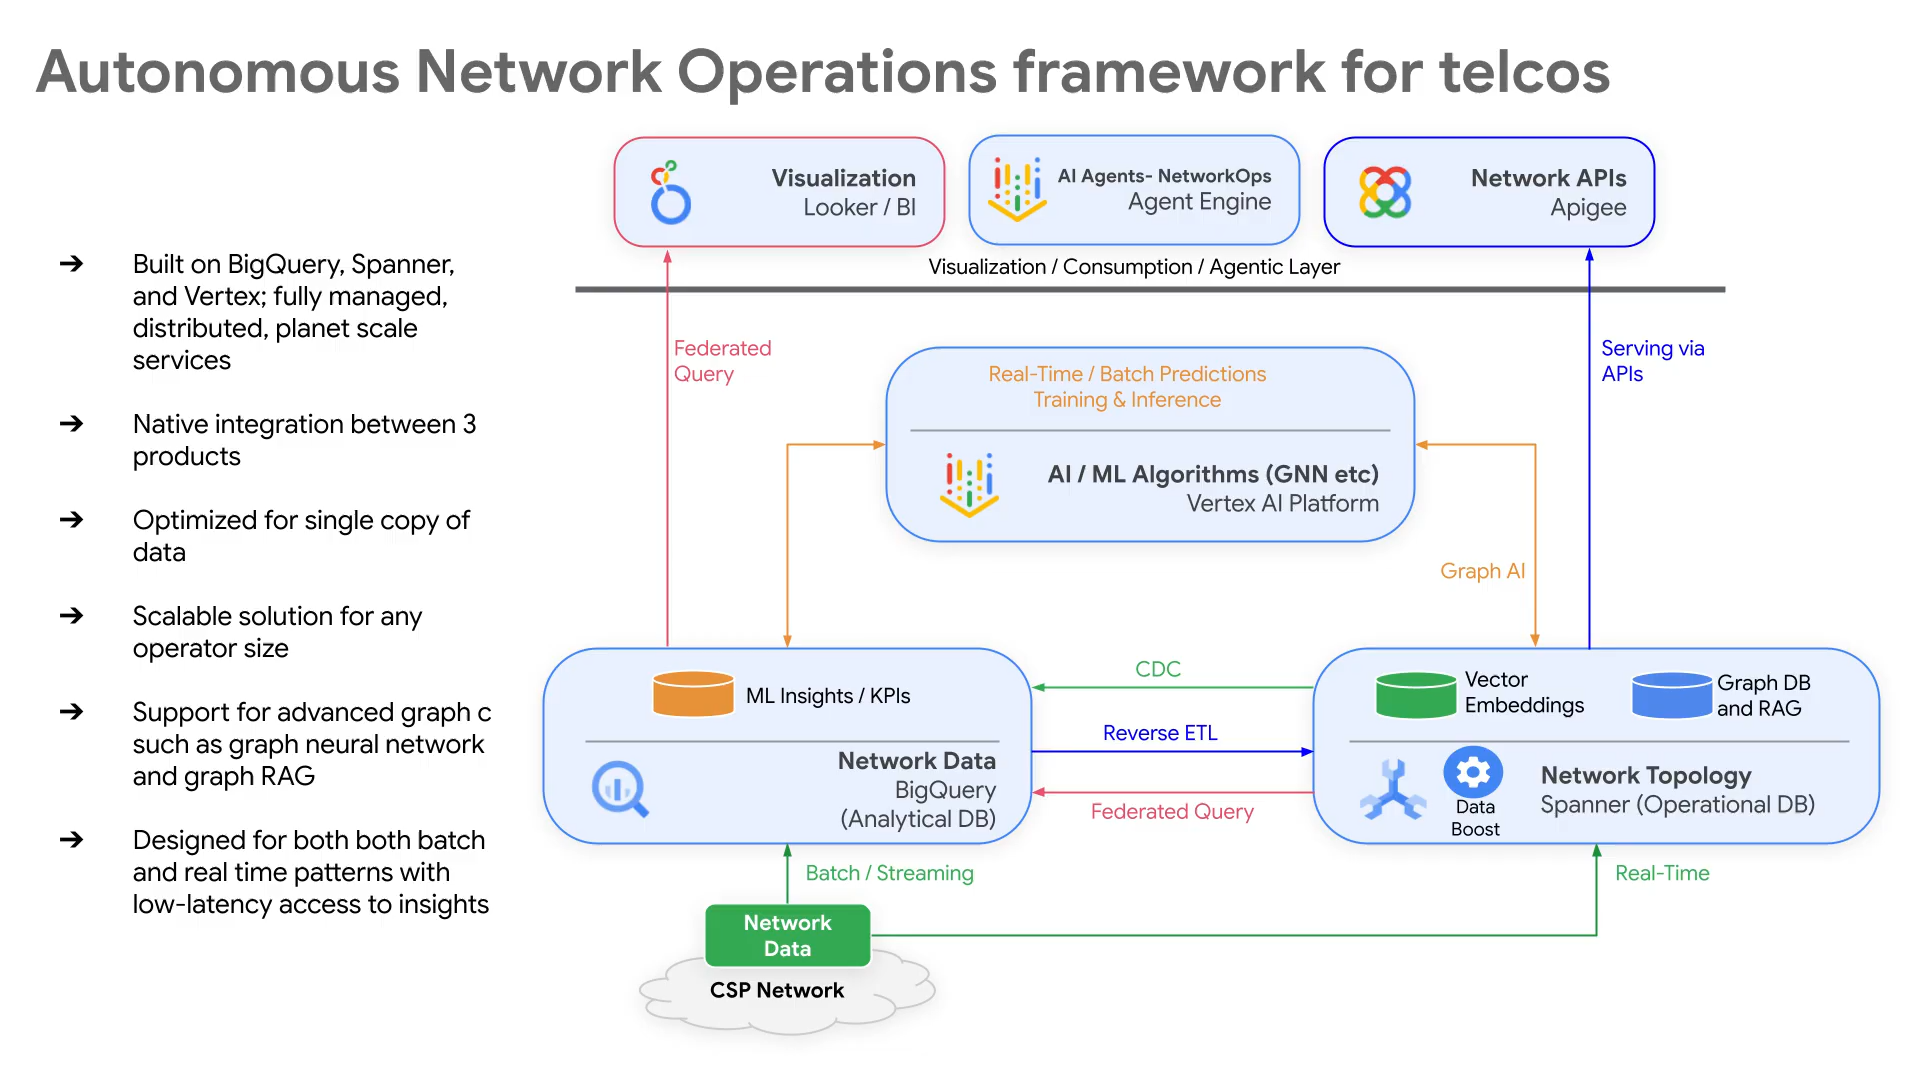 Autonomous Network Operations framework for telcos
➔ Built on BigQuery, Spanner,
and Vertex; fully managed,
distributed, planet scale
services
➔ Native integration between 3
products
➔ Optimized for single copy of
data
➔ Scalable solution for any
operator size
➔ Support for advanced graph c
such as graph neural network
and graph RAG
➔ Designed for both both batch
and real time patterns with
low-latency access to insights
Visualization
Looker / BI
AI Agents- NetworkOps
Agent Engine
Network APIs
Apigee
Visualization / Consumption / Agentic Layer
Federated
Query
Serving via
APIs
Real-Time / Batch Predictions
Training & Inference
AI / ML Algorithms (GNN etc)
Vertex AI Platform
Graph AI
ML Insights / KPIs
Network Data
BigQuery
(Analytical DB)
CDC
Reverse ETL
Federated Query
Vector
Embeddings
Graph DB
and RAG
Data
Boost
Network Topology
Spanner (Operational DB)
Batch / Streaming
Real-Time
Network
Data
CSP Network